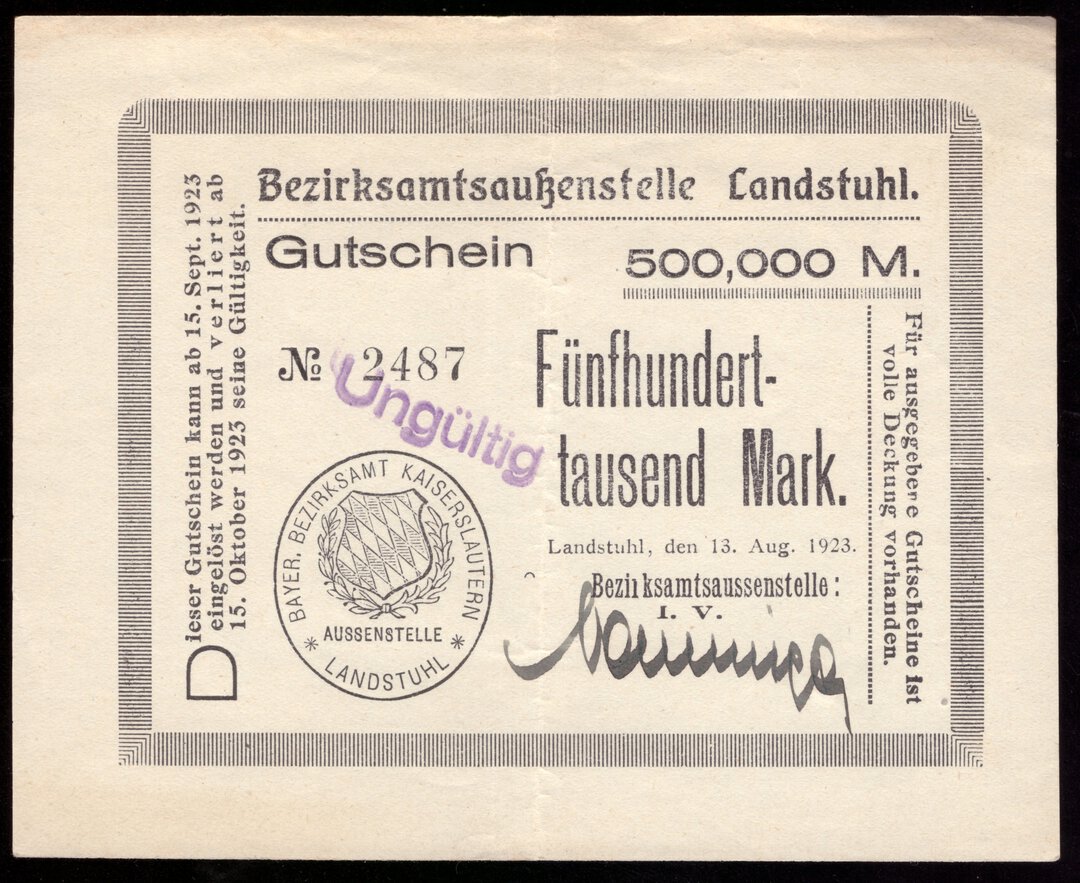 Bezirksamtsaußenstelle Landstuhl.
Gutschein
500,000 M.
№ 2487
Ungültig
Fünfhundert-
tausend Mark.
Landstuhl, den 13. Aug. 1923.
Bezirksamtsaussenstelle:
I. V.
BAYER. BEZIRKSAMT KAISERSLAUTERN
AUSSENSTELLE
* LANDSTUHL *
Dieser Gutschein kann ab 15. Sept. 1923
eingelöst werden und verliert ab
15. Oktober 1923 seine Gültigkeit.
Für ausgegebene Gutscheine ist
volle Deckung vorhanden.